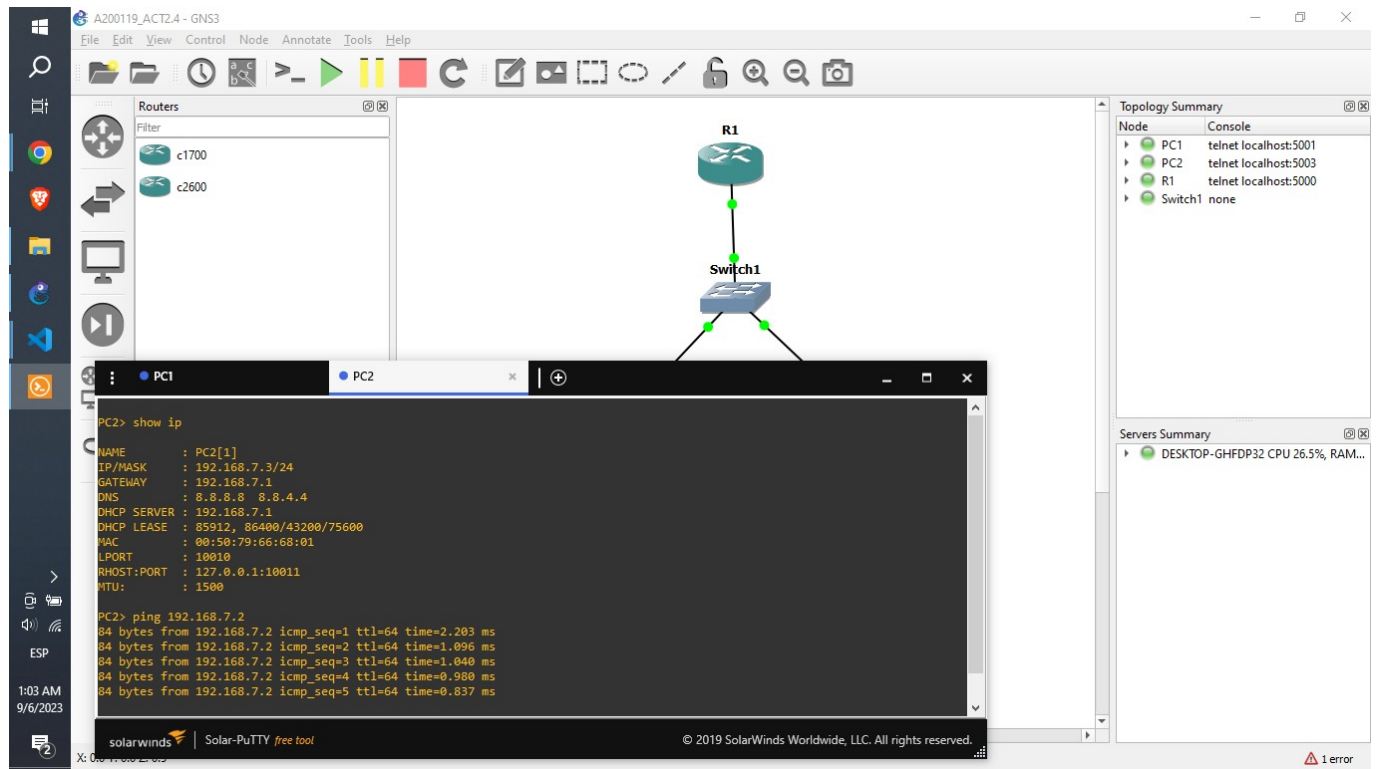 A200119_ACT2.4 - GNS3
File Edit View Control Node Annotate Tools Help
Routers
Filter
c1700
c2600
R1
Switch1
Topology Summary
Node Console
PC1 telnet localhost:5001
PC2 telnet localhost:5003
R1 telnet localhost:5000
Switch1 none
Servers Summary
DESKTOP-GHFDP32 CPU 26.5%, RAM...
PC1
PC2
PC2> show ip
NAME : PC2[1]
IP/MASK : 192.168.7.3/24
GATEWAY : 192.168.7.1
DNS : 8.8.8.8 8.8.4.4
DHCP SERVER : 192.168.7.1
DHCP LEASE : 85912, 86400/43200/75600
MAC : 00:50:79:66:68:01
LPORT : 10010
RHOST:PORT : 127.0.0.1:10011
MTU: : 1500
PC2> ping 192.168.7.2
84 bytes from 192.168.7.2 icmp_seq=1 ttl=64 time=2.203 ms
84 bytes from 192.168.7.2 icmp_seq=2 ttl=64 time=1.096 ms
84 bytes from 192.168.7.2 icmp_seq=3 ttl=64 time=1.040 ms
84 bytes from 192.168.7.2 icmp_seq=4 ttl=64 time=0.980 ms
84 bytes from 192.168.7.2 icmp_seq=5 ttl=64 time=0.837 ms
solarwinds | Solar-PuTTY free tool
© 2019 SolarWinds Worldwide, LLC. All rights reserved.
1 error
ESP
1:03 AM
9/6/2023
2